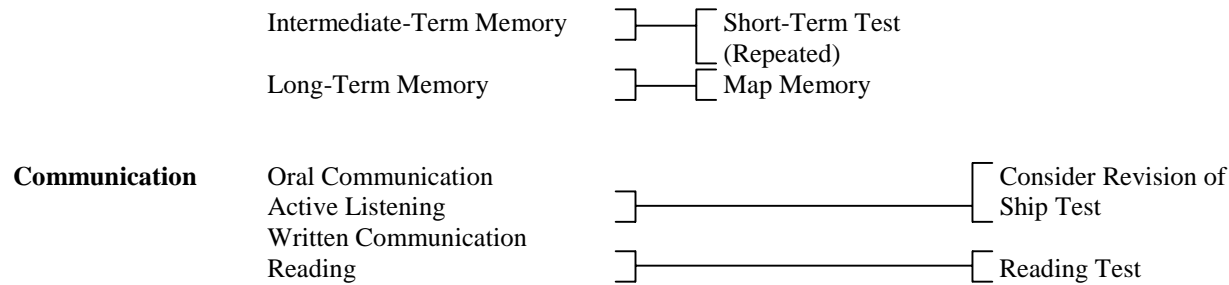 Intermediate-Term Memory Short-Term Test
(Repeated)
Long-Term Memory Map Memory
Communication Oral Communication Consider Revision of
Active Listening Ship Test
Written Communication
Reading Reading Test